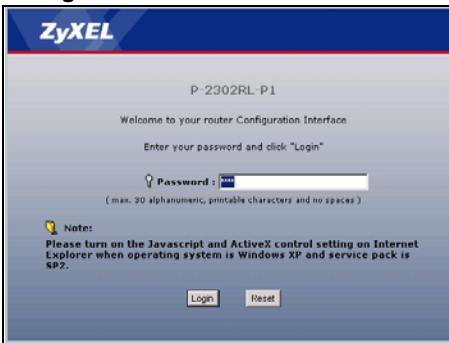 ZyXEL
P-2302RL-P1
Welcome to your router Configuration Interface
Enter your password and click "Login"
Password : ****
( max. 30 alphanumeric, printable characters and no spaces )
Note:
Please turn on the Javascript and ActiveX control setting on Internet
Explorer when operating system is Windows XP and service pack is
SP2.
Login Reset